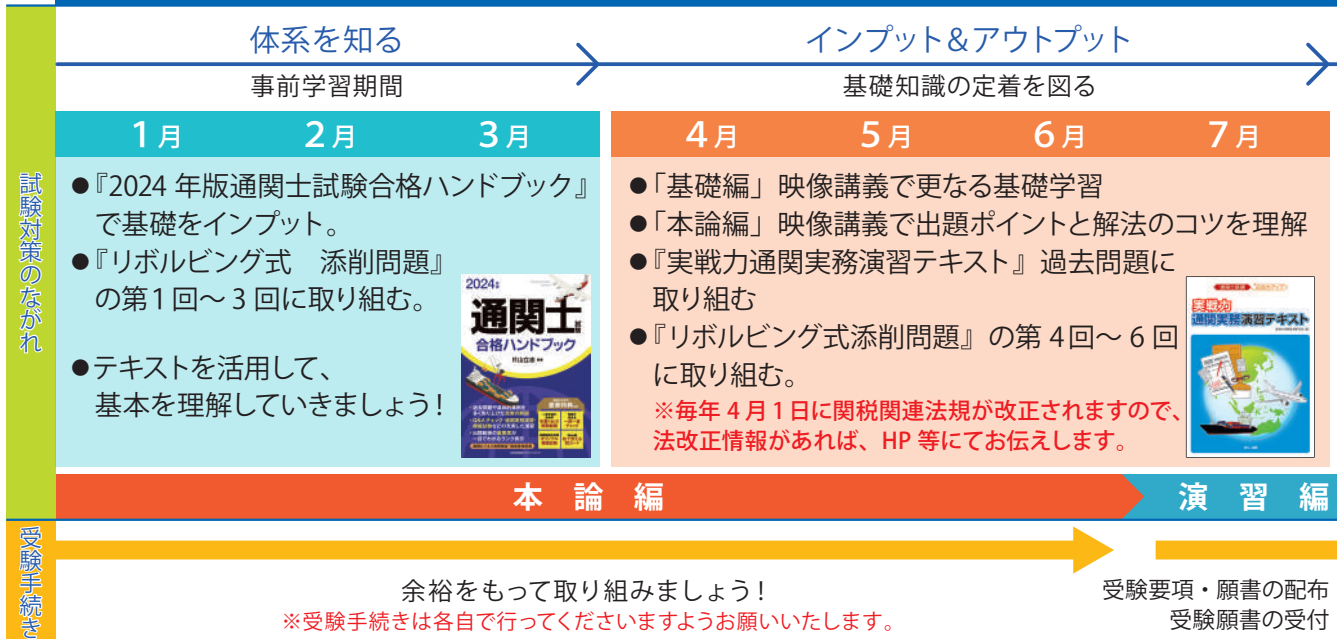 体系を知る
インプット＆アウトプット
事前学習期間
基礎知識の定着を図る
1月 2月 3月
4月 5月 6月 7月
試験対策のながれ
●『2024 年版通関士試験合格ハンドブック』
で基礎をインプット。
●『リボルビング式　添削問題』
の第1回～3回に取り組む。
●テキストを活用して、
基本を理解していきましょう！
2024年版
通関士試験
合格ハンドブック
片山立志
●「基礎編」映像講義で更なる基礎学習
●「本論編」映像講義で出題ポイントと解法のコツを理解
●『実戦力通関実務演習テキスト』過去問題に
取り組む
●『リボルビング式添削問題』の第4回～6回
に取り組む。
※毎年4月1日に関税関連法規が改正されますので、
法改正情報があれば、HP 等にてお伝えします。
実戦力
通関実務演習テキスト
本　論　編
演　習　編
受験手続き
余裕をもって取り組みましょう！
※受験手続きは各自で行ってくださいますようお願いいたします。
受験要項・願書の配布
受験願書の受付